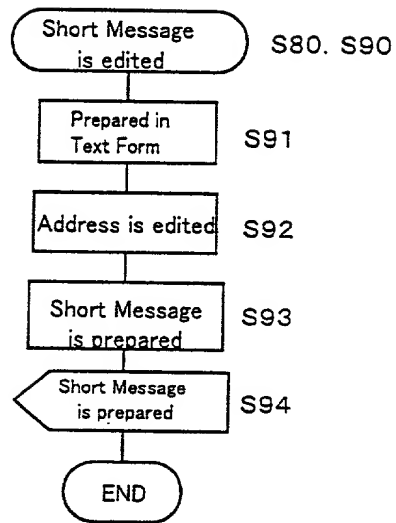 Short Message
is edited
S80. S90
Prepared in
Text Form
S91
Address is edited
S92
Short Message
is prepared
S93
Short Message
is prepared
S94
END